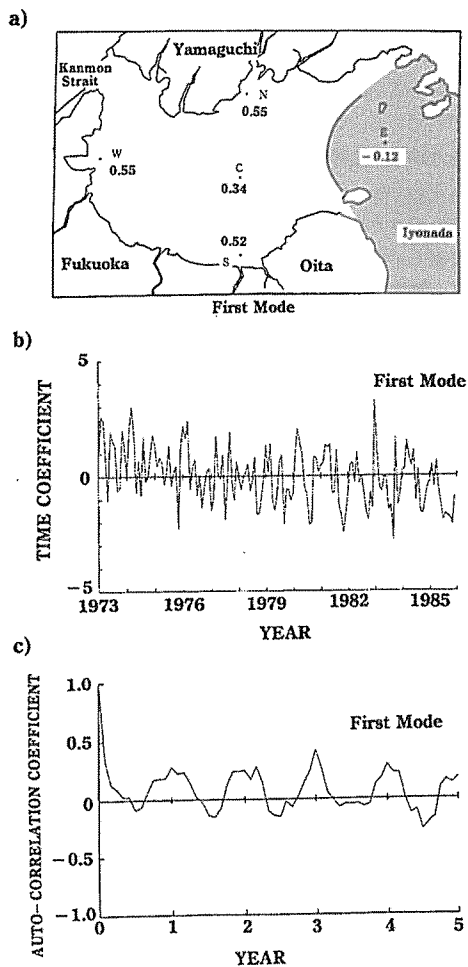 a)
Yamaguchi
Kanmon
Strait
N
0.55
E
−0.12
W
0.55
C
0.34
Iyonada
0.52
S
Fukuoka
Oita
First Mode
b)
5
First Mode
TIME COEFFICIENT
0
−5
1973 1976 1979 1982 1985
YEAR
c)
1.0
First Mode
0.5
AUTO−CORRELATION COEFFICIENT
0
−0.5
−1.0
0 1 2 3 4 5
YEAR